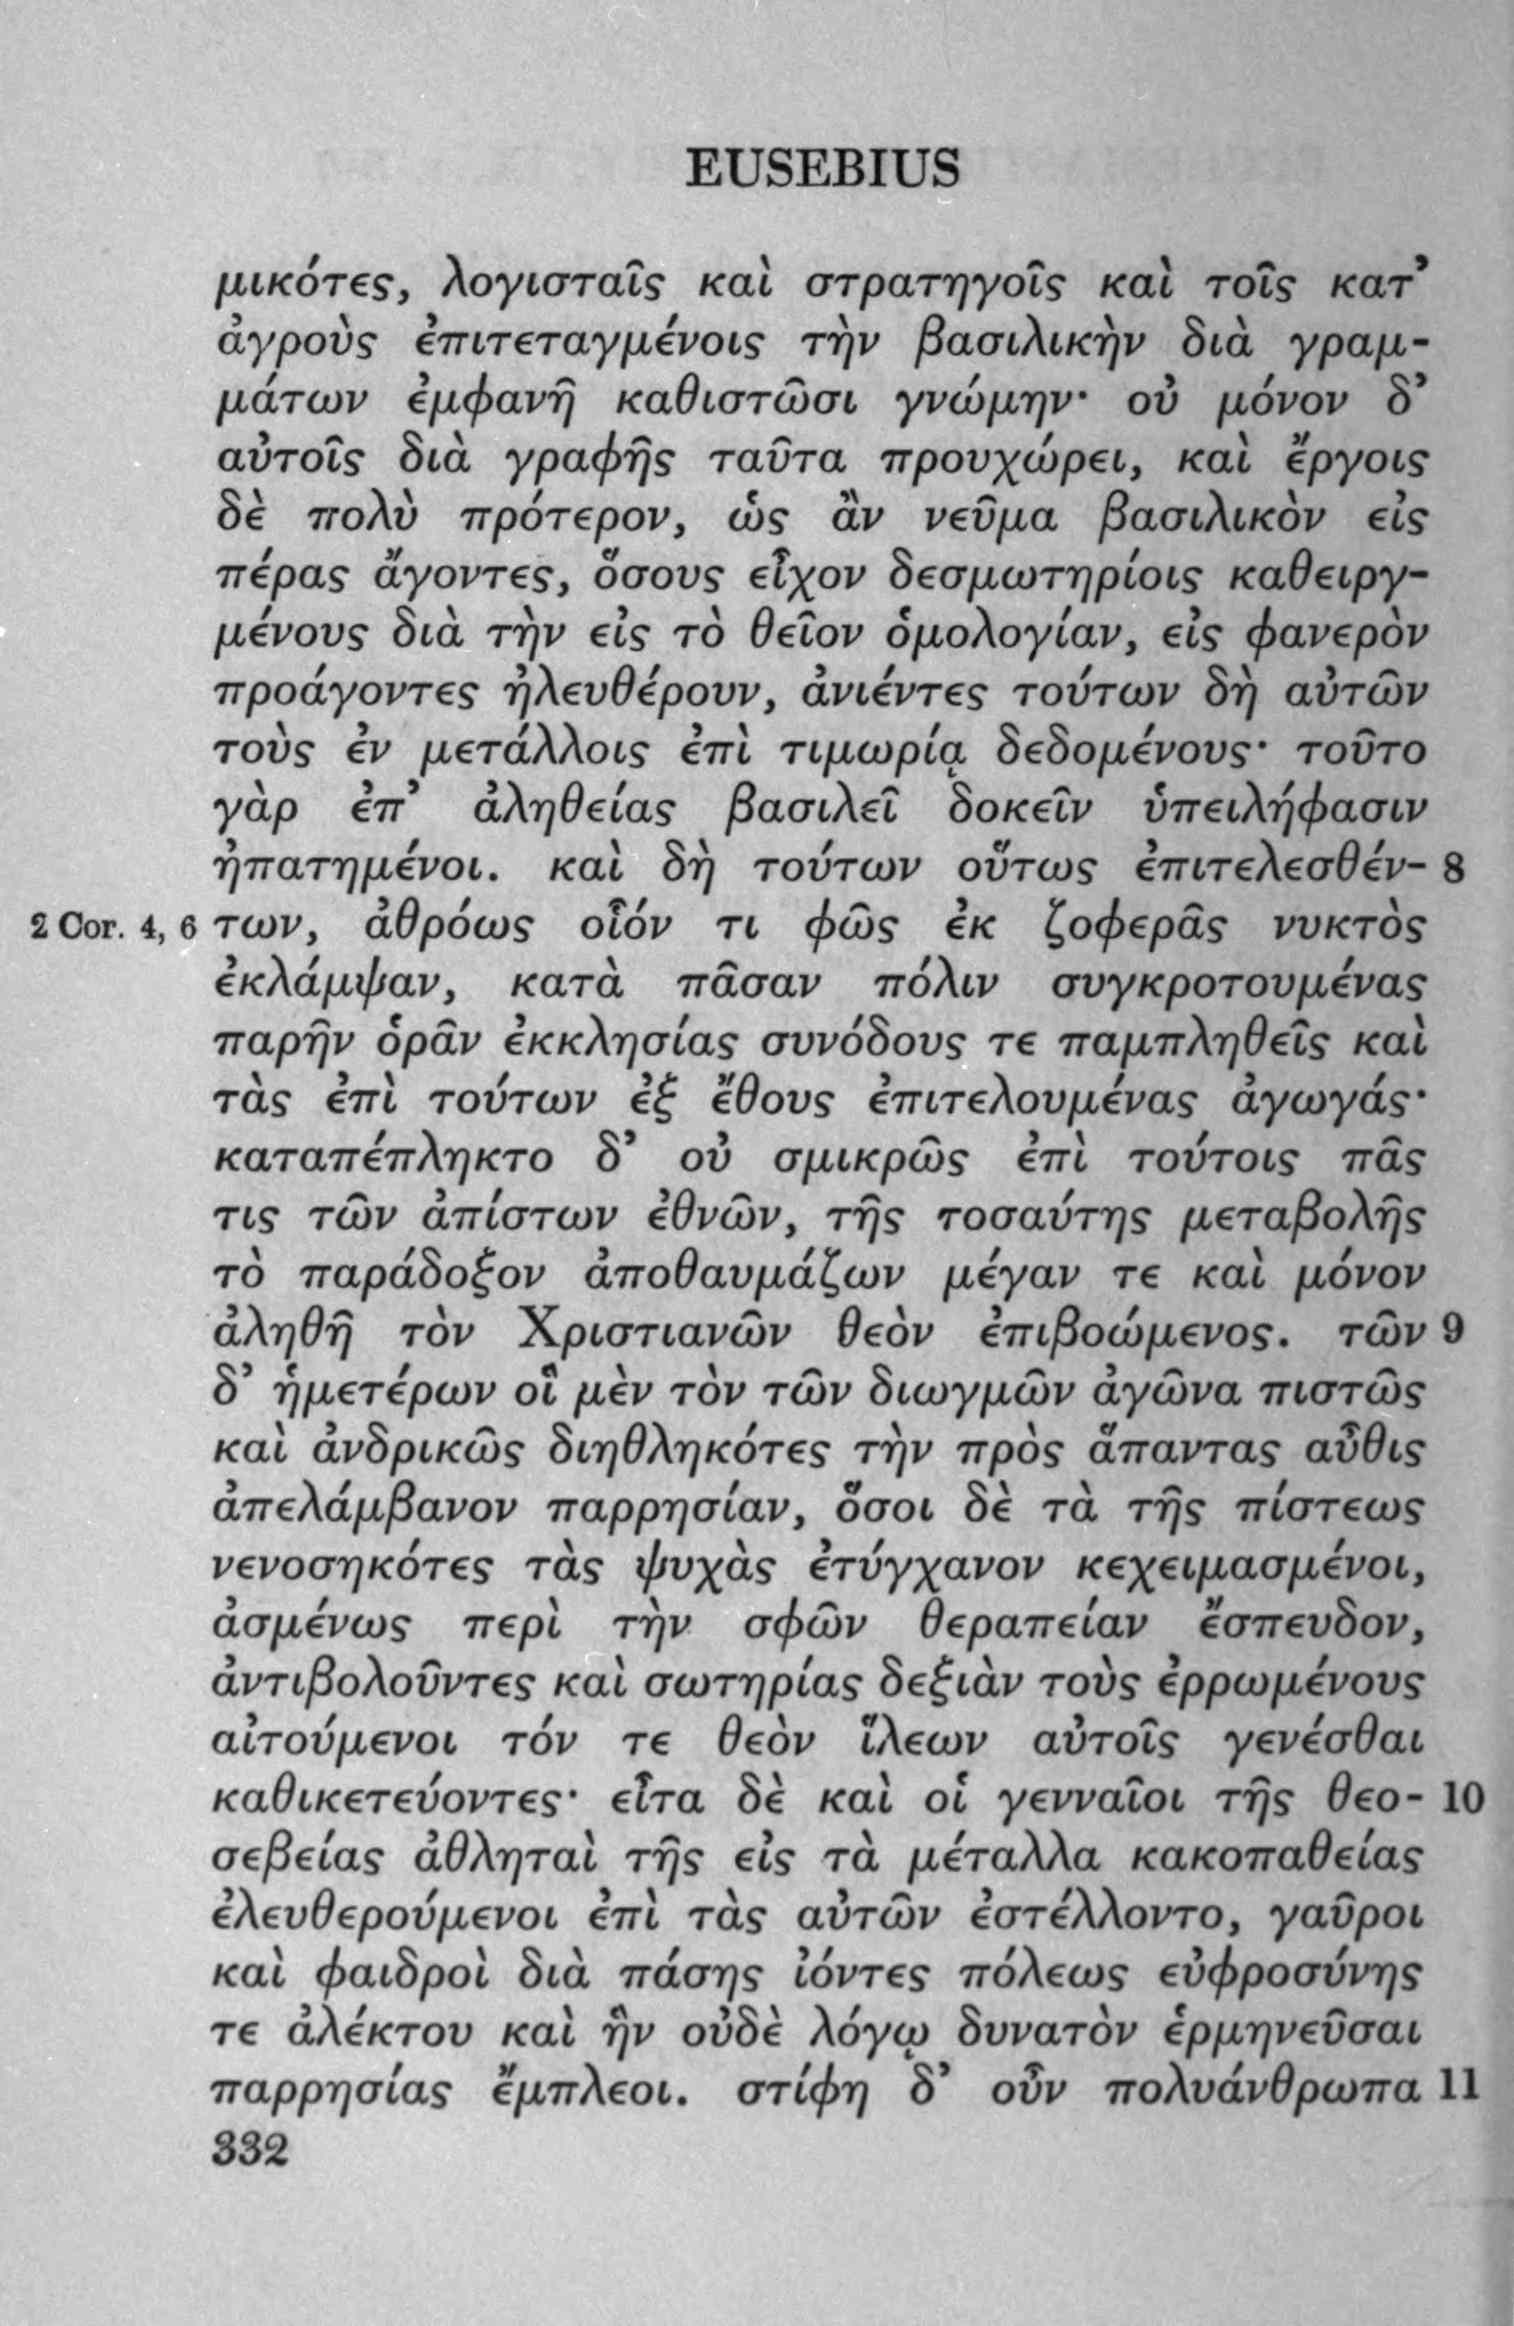 EUSEBIUS
μικότες, λογισταῖς καὶ στρατηγοῖς καὶ τοῖς κατ’
ἀγροὺς ἐπιτεταγμένοις τὴν βασιλικὴν διὰ γραμ-
μάτων ἐμφανῆ καθιστῶσι γνώμην· οὐ μόνον δ’
αὐτοῖς διὰ γραφῆς ταῦτα προυχώρει, καὶ ἔργοις
δὲ πολὺ πρότερον, ὡς ἂν νεῦμα βασιλικὸν εἰς
πέρας ἄγοντες, ὅσους εἶχον δεσμωτηρίοις καθειργ-
μένους διὰ τὴν εἰς τὸ θεῖον ὁμολογίαν, εἰς φανερὸν
προάγοντες ἠλευθέρουν, ἀνιέντες τούτων δὴ αὐτῶν
τοὺς ἐν μετάλλοις ἐπὶ τιμωρίᾳ δεδομένους· τοῦτο
γὰρ ἐπ’ ἀληθείας βασιλεῖ δοκεῖν ὑπειλήφασιν
ἠπατημένοι. καὶ δὴ τούτων οὕτως ἐπιτελεσθέν- 8
2 Cor. 4, 6 των, ἀθρόως οἷόν τι φῶς ἐκ ζοφερᾶς νυκτὸς
ἐκλάμψαν, κατὰ πᾶσαν πόλιν συγκροτουμένας
παρῆν ὁρᾶν ἐκκλησίας συνόδους τε παμπληθεῖς καὶ
τὰς ἐπὶ τούτων ἐξ ἔθους ἐπιτελουμένας ἀγωγάς·
καταπέπληκτο δ’ οὐ σμικρῶς ἐπὶ τούτοις πᾶς
τις τῶν ἀπίστων ἐθνῶν, τῆς τοσαύτης μεταβολῆς
τὸ παράδοξον ἀποθαυμάζων μέγαν τε καὶ μόνον
ἀληθῆ τὸν Χριστιανῶν θεὸν ἐπιβοώμενος. τῶν 9
δ’ ἡμετέρων οἳ μὲν τὸν τῶν διωγμῶν ἀγῶνα πιστῶς
καὶ ἀνδρικῶς διηθληκότες τὴν πρὸς ἅπαντας αὖθις
ἀπελάμβανον παρρησίαν, ὅσοι δὲ τὰ τῆς πίστεως
νενοσηκότες τὰς ψυχὰς ἐτύγχανον κεχειμασμένοι,
ἀσμένως περὶ τὴν σφῶν θεραπείαν ἔσπευδον,
ἀντιβολοῦντες καὶ σωτηρίας δεξιὰν τοὺς ἐρρωμένους
αἰτούμενοι τόν τε θεὸν ἵλεων αὐτοῖς γενέσθαι
καθικετεύοντες· εἶτα δὲ καὶ οἱ γενναῖοι τῆς θεο- 10
σεβείας ἀθληταὶ τῆς εἰς τὰ μέταλλα κακοπαθείας
ἐλευθερούμενοι ἐπὶ τὰς αὐτῶν ἐστέλλοντο, γαῦροι
καὶ φαιδροὶ διὰ πάσης ἰόντες πόλεως εὐφροσύνης
τε ἀλέκτου καὶ ἣν οὐδὲ λόγῳ δυνατὸν ἑρμηνεῦσαι
παρρησίας ἔμπλεοι. στίφη δ’ οὖν πολυάνθρωπα 11
332